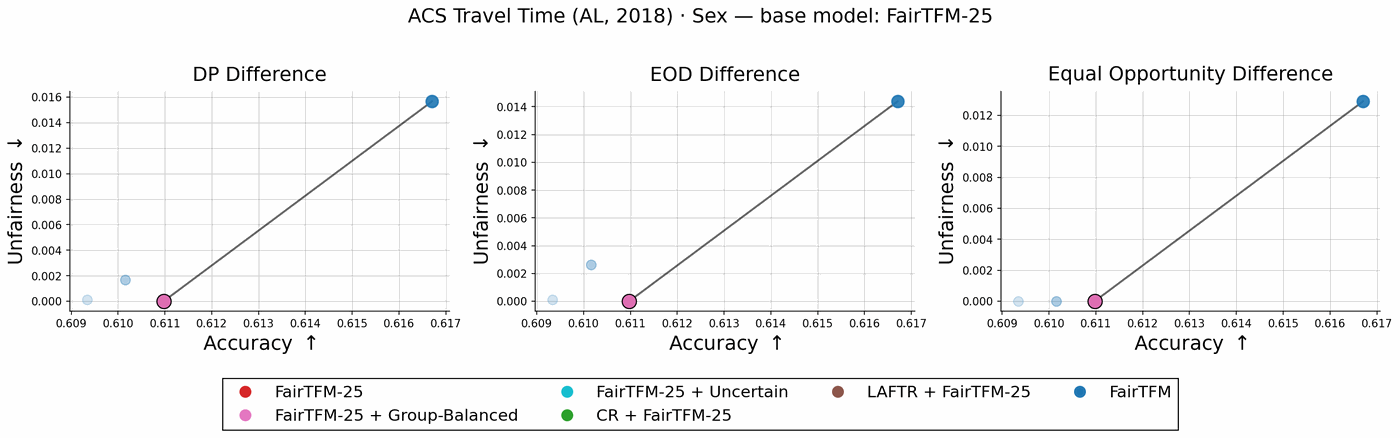 ACS Travel Time (AL, 2018) · Sex — base model: FairTFM-25
DP Difference
EOD Difference
Equal Opportunity Difference
Unfairness ↓
0.016
0.014
0.012
0.010
0.008
0.006
0.004
0.002
0.000
0.609 0.610 0.611 0.612 0.613 0.614 0.615 0.616 0.617
Accuracy ↑
Unfairness ↓
0.014
0.012
0.010
0.008
0.006
0.004
0.002
0.000
0.609 0.610 0.611 0.612 0.613 0.614 0.615 0.616 0.617
Accuracy ↑
Unfairness ↓
0.012
0.010
0.008
0.006
0.004
0.002
0.000
0.609 0.610 0.611 0.612 0.613 0.614 0.615 0.616 0.617
Accuracy ↑
FairTFM-25 FairTFM-25 + Uncertain LAFTR + FairTFM-25 FairTFM
FairTFM-25 + Group-Balanced CR + FairTFM-25